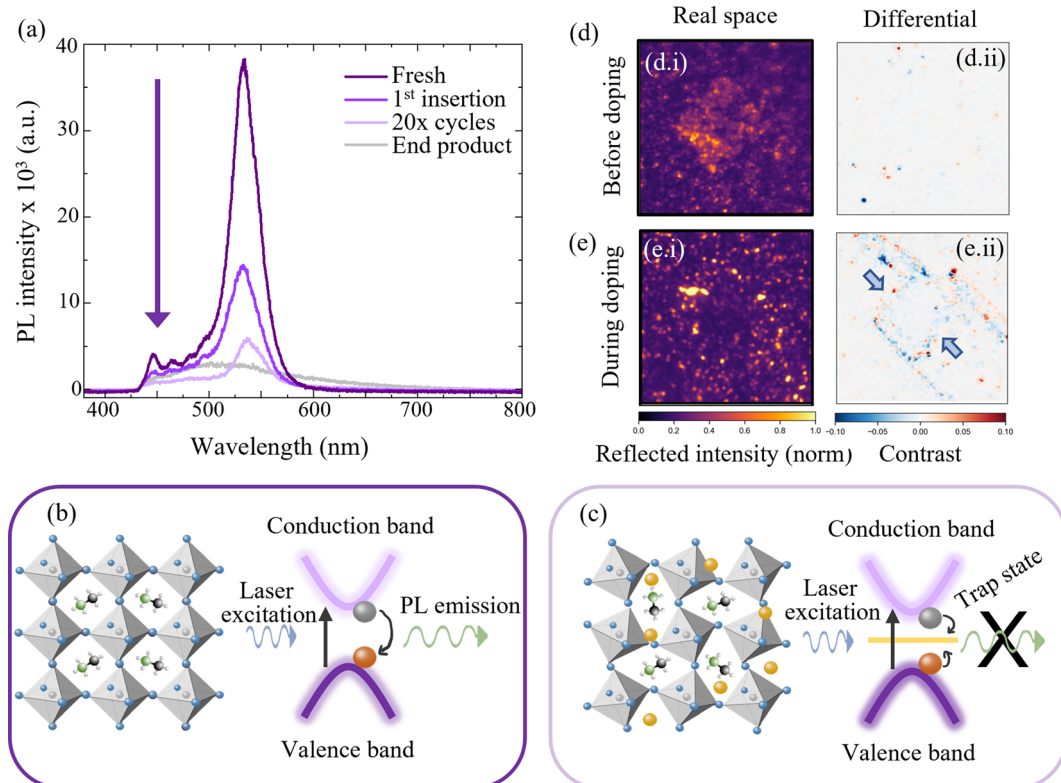 (a)
PL intensity x 10³ (a.u.)
40
30
20
10
0
400
500
600
700
800
Wavelength (nm)
Fresh
1ˢᵗ insertion
20x cycles
End product
Real space
Differential
(d)
Before doping
(d.i)
(d.ii)
(e)
During doping
(e.i)
(e.ii)
0.0 0.2 0.4 0.6 0.8 1.0
Reflected intensity (norm)
-0.10 -0.05 0.00 0.05 0.10
Contrast
(b)
Conduction band
Laser
excitation
PL emission
Valence band
(c)
Conduction band
Laser
excitation
Trap state
Valence band